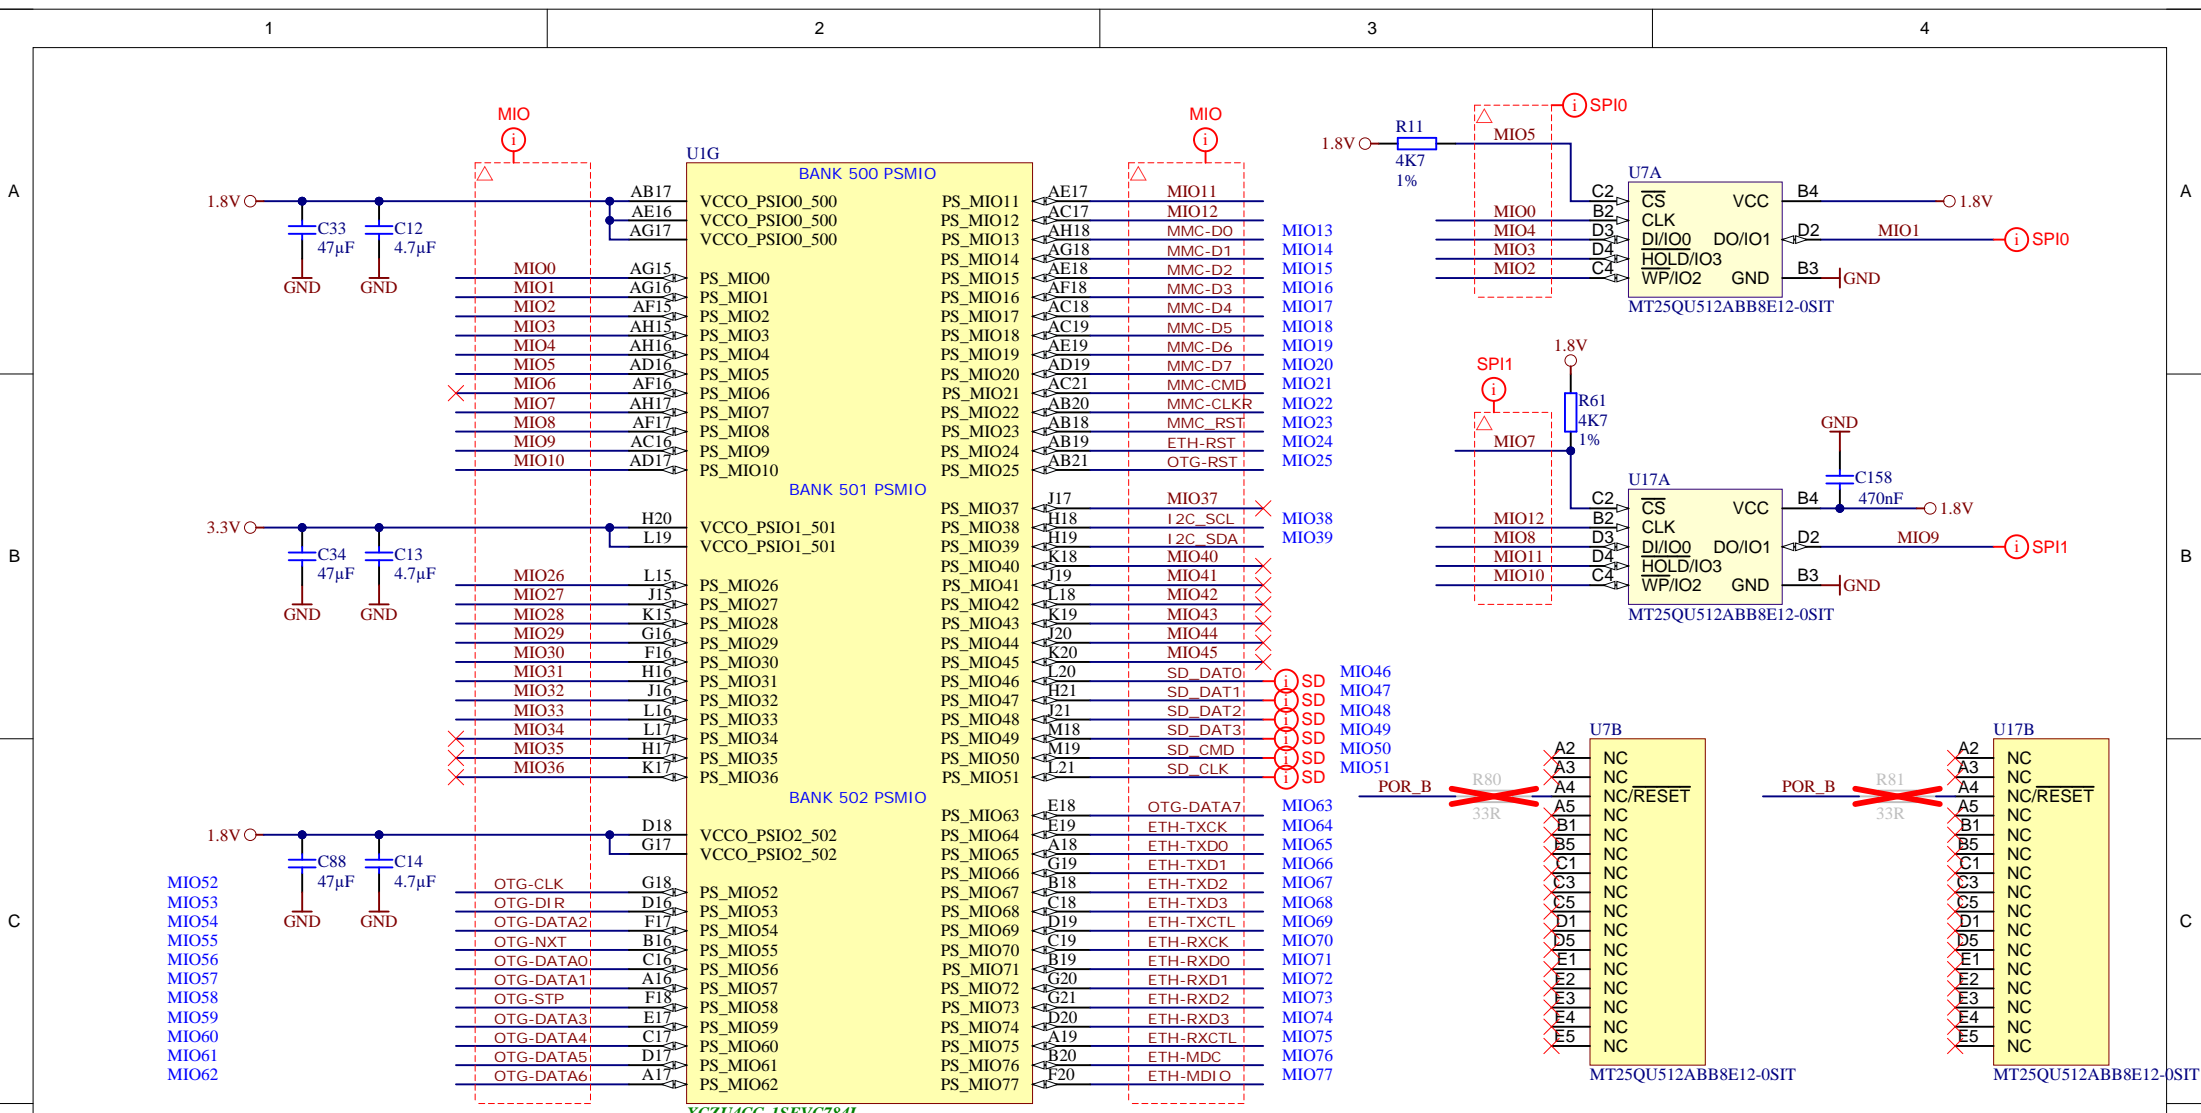 1 2 3 4
A A
B B
C C
MIO
MIO
U1G
BANK 500 PSMIO
1.8V
C33
47µF
GND
C12
4.7µF
GND
AB17 VCCO_PSIO0_500
AE16 VCCO_PSIO0_500
AG17 VCCO_PSIO0_500
MIO0 AG15 PS_MIO0
MIO1 AG16 PS_MIO1
MIO2 AF15 PS_MIO2
MIO3 AH15 PS_MIO3
MIO4 AH16 PS_MIO4
MIO5 AD16 PS_MIO5
MIO6 AF16 PS_MIO6
MIO7 AH17 PS_MIO7
MIO8 AF17 PS_MIO8
MIO9 AC16 PS_MIO9
MIO10 AD17 PS_MIO10
PS_MIO11 AE17 MIO11
PS_MIO12 AC17 MIO12
PS_MIO13 AH18 MMC-D0 MIO13
PS_MIO14 AG18 MMC-D1 MIO14
PS_MIO15 AE18 MMC-D2 MIO15
PS_MIO16 AF18 MMC-D3 MIO16
PS_MIO17 AC18 MMC-D4 MIO17
PS_MIO18 AC19 MMC-D5 MIO18
PS_MIO19 AE19 MMC-D6 MIO19
PS_MIO20 AD19 MMC-D7 MIO20
PS_MIO21 AC21 MMC-CMD MIO21
PS_MIO22 AB20 MMC-CLKR MIO22
PS_MIO23 AB18 MMC_RST MIO23
PS_MIO24 AB19 ETH-RST MIO24
PS_MIO25 AB21 OTG-RST MIO25
BANK 501 PSMIO
3.3V
C34
47µF
GND
C13
4.7µF
GND
H20 VCCO_PSIO1_501
L19 VCCO_PSIO1_501
MIO26 L15 PS_MIO26
MIO27 J15 PS_MIO27
MIO28 K15 PS_MIO28
MIO29 G16 PS_MIO29
MIO30 F16 PS_MIO30
MIO31 H16 PS_MIO31
MIO32 J16 PS_MIO32
MIO33 L16 PS_MIO33
MIO34 L17 PS_MIO34
MIO35 H17 PS_MIO35
MIO36 K17 PS_MIO36
PS_MIO37 J17 MIO37
PS_MIO38 H18 I2C_SCL MIO38
PS_MIO39 H19 I2C_SDA MIO39
PS_MIO40 K18 MIO40
PS_MIO41 J19 MIO41
PS_MIO42 L18 MIO42
PS_MIO43 K19 MIO43
PS_MIO44 J20 MIO44
PS_MIO45 K20 MIO45
PS_MIO46 L20 SD_DAT0 SD MIO46
PS_MIO47 H21 SD_DAT1 SD MIO47
PS_MIO48 J21 SD_DAT2 SD MIO48
PS_MIO49 M18 SD_DAT3 SD MIO49
PS_MIO50 M19 SD_CMD SD MIO50
PS_MIO51 L21 SD_CLK SD MIO51
BANK 502 PSMIO
1.8V
C88
47µF
GND
C14
4.7µF
GND
D18 VCCO_PSIO2_502
G17 VCCO_PSIO2_502
MIO52 OTG-CLK G18 PS_MIO52
MIO53 OTG-DIR D16 PS_MIO53
MIO54 OTG-DATA2 F17 PS_MIO54
MIO55 OTG-NXT B16 PS_MIO55
MIO56 OTG-DATA0 C16 PS_MIO56
MIO57 OTG-DATA1 A16 PS_MIO57
MIO58 OTG-STP F18 PS_MIO58
MIO59 OTG-DATA3 E17 PS_MIO59
MIO60 OTG-DATA4 C17 PS_MIO60
MIO61 OTG-DATA5 D17 PS_MIO61
MIO62 OTG-DATA6 A17 PS_MIO62
PS_MIO63 E18 OTG-DATA7 MIO63
PS_MIO64 E19 ETH-TXCK MIO64
PS_MIO65 A18 ETH-TXD0 MIO65
PS_MIO66 G19 ETH-TXD1 MIO66
PS_MIO67 B18 ETH-TXD2 MIO67
PS_MIO68 C18 ETH-TXD3 MIO68
PS_MIO69 D19 ETH-TXCTL MIO69
PS_MIO70 C19 ETH-RXCK MIO70
PS_MIO71 B19 ETH-RXD0 MIO71
PS_MIO72 G20 ETH-RXD1 MIO72
PS_MIO73 G21 ETH-RXD2 MIO73
PS_MIO74 D20 ETH-RXD3 MIO74
PS_MIO75 A19 ETH-RXCTL MIO75
PS_MIO76 B20 ETH-MDC MIO76
PS_MIO77 F20 ETH-MDIO MIO77
SPI0
1.8V
R11
4K7
1%
MIO5
U7A
C2 CS VCC B4 1.8V
MIO0 B2 CLK
MIO4 D3 DI/IO0 DO/IO1 D2 MIO1 SPI0
MIO3 D4 HOLD/IO3
MIO2 C4 WP/IO2 GND B3 GND
MT25QU512ABB8E12-0SIT
SPI1
1.8V
R61
4K7
1%
MIO7
GND
C158
470nF
U17A
C2 CS VCC B4 1.8V
MIO12 B2 CLK
MIO8 D3 DI/IO0 DO/IO1 D2 MIO9 SPI1
MIO11 D4 HOLD/IO3
MIO10 C4 WP/IO2 GND B3 GND
MT25QU512ABB8E12-0SIT
U7B
A2 NC
A3 NC
POR_B R80 33R A4 NC/RESET
A5 NC
B1 NC
B5 NC
C1 NC
C3 NC
C5 NC
D1 NC
D5 NC
E1 NC
E2 NC
E3 NC
E4 NC
E5 NC
MT25QU512ABB8E12-0SIT
U17B
A2 NC
A3 NC
POR_B R81 33R A4 NC/RESET
A5 NC
B1 NC
B5 NC
C1 NC
C3 NC
C5 NC
D1 NC
D5 NC
E1 NC
E2 NC
E3 NC
E4 NC
E5 NC
MT25QU512ABB8E12-0SIT